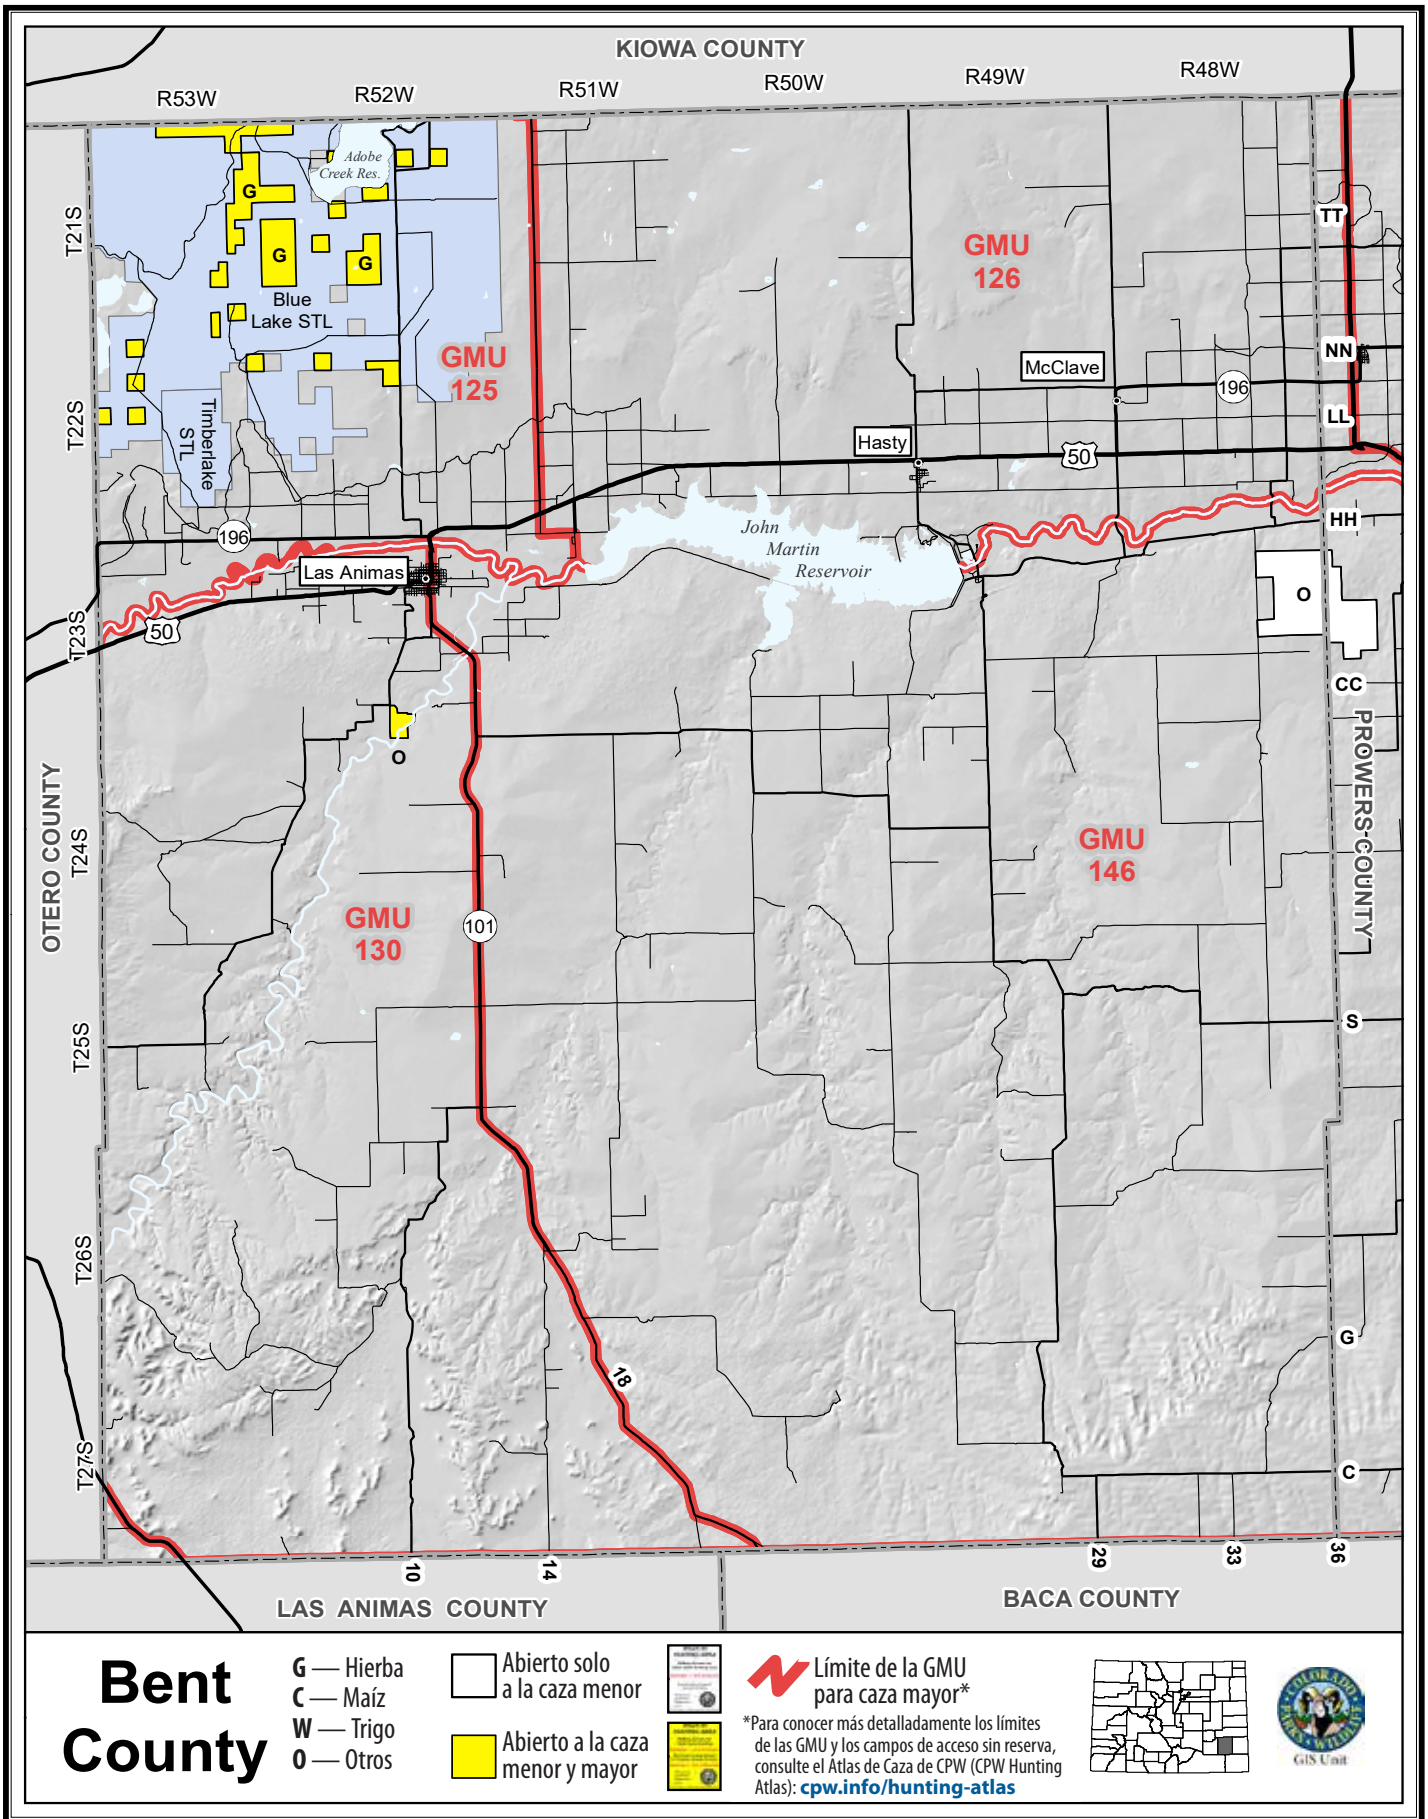 KIOWA COUNTY
R53W
R52W
R51W
R50W
R49W
R48W
T21S
T22S
T23S
T24S
T25S
T26S
T27S
OTERO COUNTY
PROWERS COUNTY
Adobe
Creek Res.
G
G
G
Blue
Lake STL
Timberlake
STL
GMU
125
GMU
126
TT
NN
LL
HH
CC
S
G
C
McClave
196
Hasty
50
196
Las Animas
50
John
Martin
Reservoir
O
O
GMU
130
101
GMU
146
18
10
14
29
33
36
LAS ANIMAS COUNTY
BACA COUNTY
Bent
County
G — Hierba
C — Maíz
W — Trigo
O — Otros
Abierto solo
a la caza menor
Abierto a la caza
menor y mayor
Límite de la GMU
para caza mayor*
*Para conocer más detalladamente los límites
de las GMU y los campos de acceso sin reserva,
consulte el Atlas de Caza de CPW (CPW Hunting
Atlas): cpw.info/hunting-atlas
COLORADO
PARKS & WILDLIFE
GIS Unit